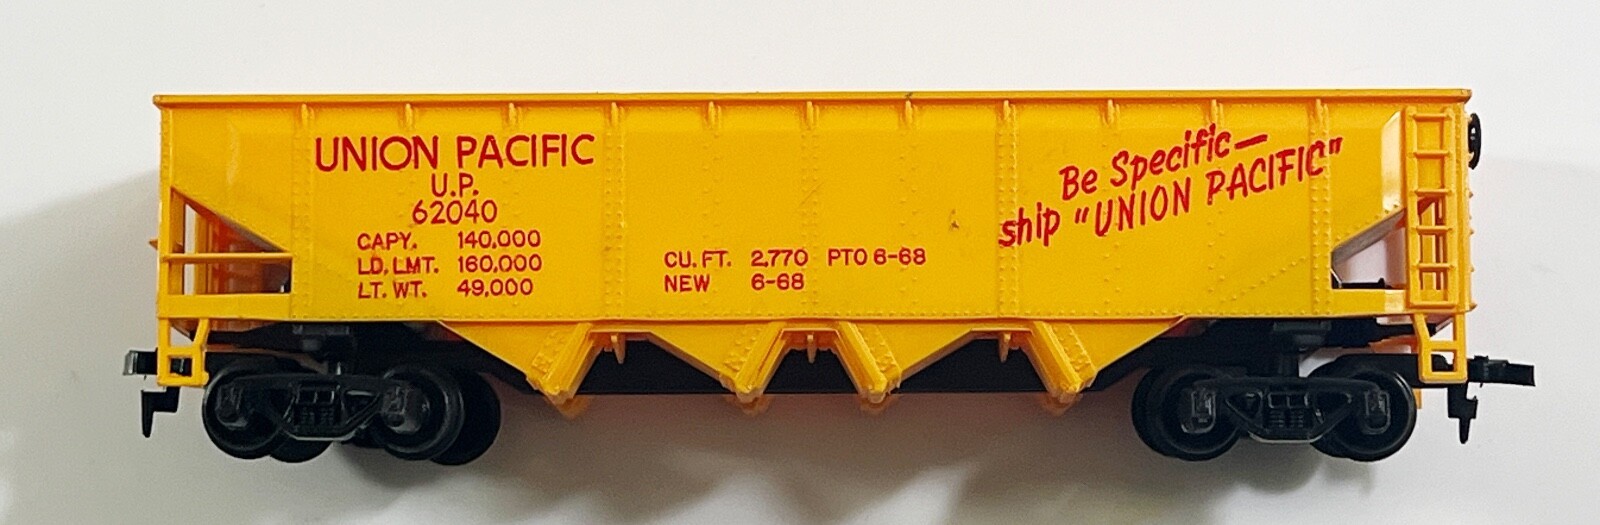 UNION PACIFIC
U.P.
62040
CAPY. 140,000
LD. LMT. 160,000
LT. WT. 49,000
CU. FT. 2,770 PTO 6-68
NEW 6-68
Be Specific—
ship "UNION PACIFIC"